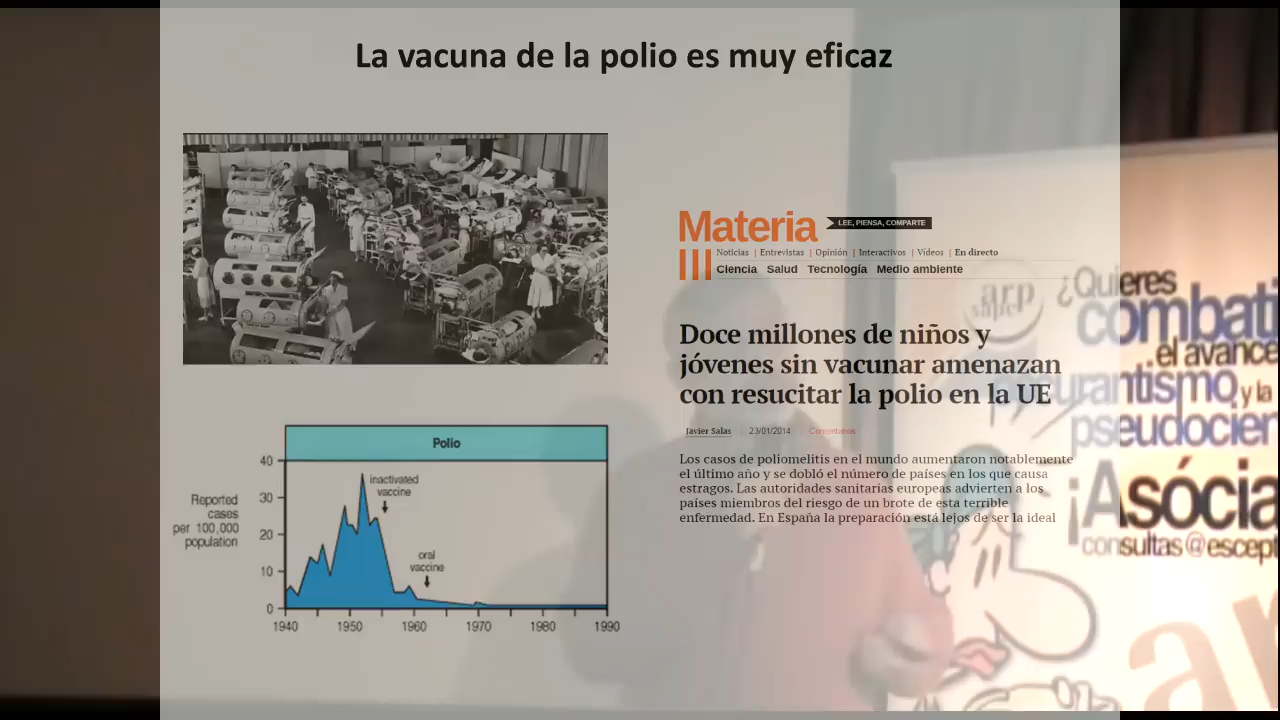 La vacuna de la polio es muy eficaz
Materia
LEE, PIENSA, COMPARTE
Noticias | Entrevistas | Opinión | Interactivos | Vídeos | En directo
Ciencia Salud Tecnología Medio ambiente
Doce millones de niños y
jóvenes sin vacunar amenazan
con resucitar la polio en la UE
Javier Salas | 23/01/2014 | Comentarios
Los casos de poliomelitis en el mundo aumentaron notablemente
el último año y se dobló el número de países en los que causa
estragos. Las autoridades sanitarias europeas advierten a los
países miembros del riesgo de un brote de esta terrible
enfermedad. En España la preparación está lejos de ser la ideal
Polio
Reported
cases
per 100,000
population
40
30
20
10
0
inactivated
vaccine
oral
vaccine
1940 1950 1960 1970 1980 1990
arp
¿Quieres
combati
el avance
urantismo y la
pseudocien
¡Asócia
consultas@escept
ar